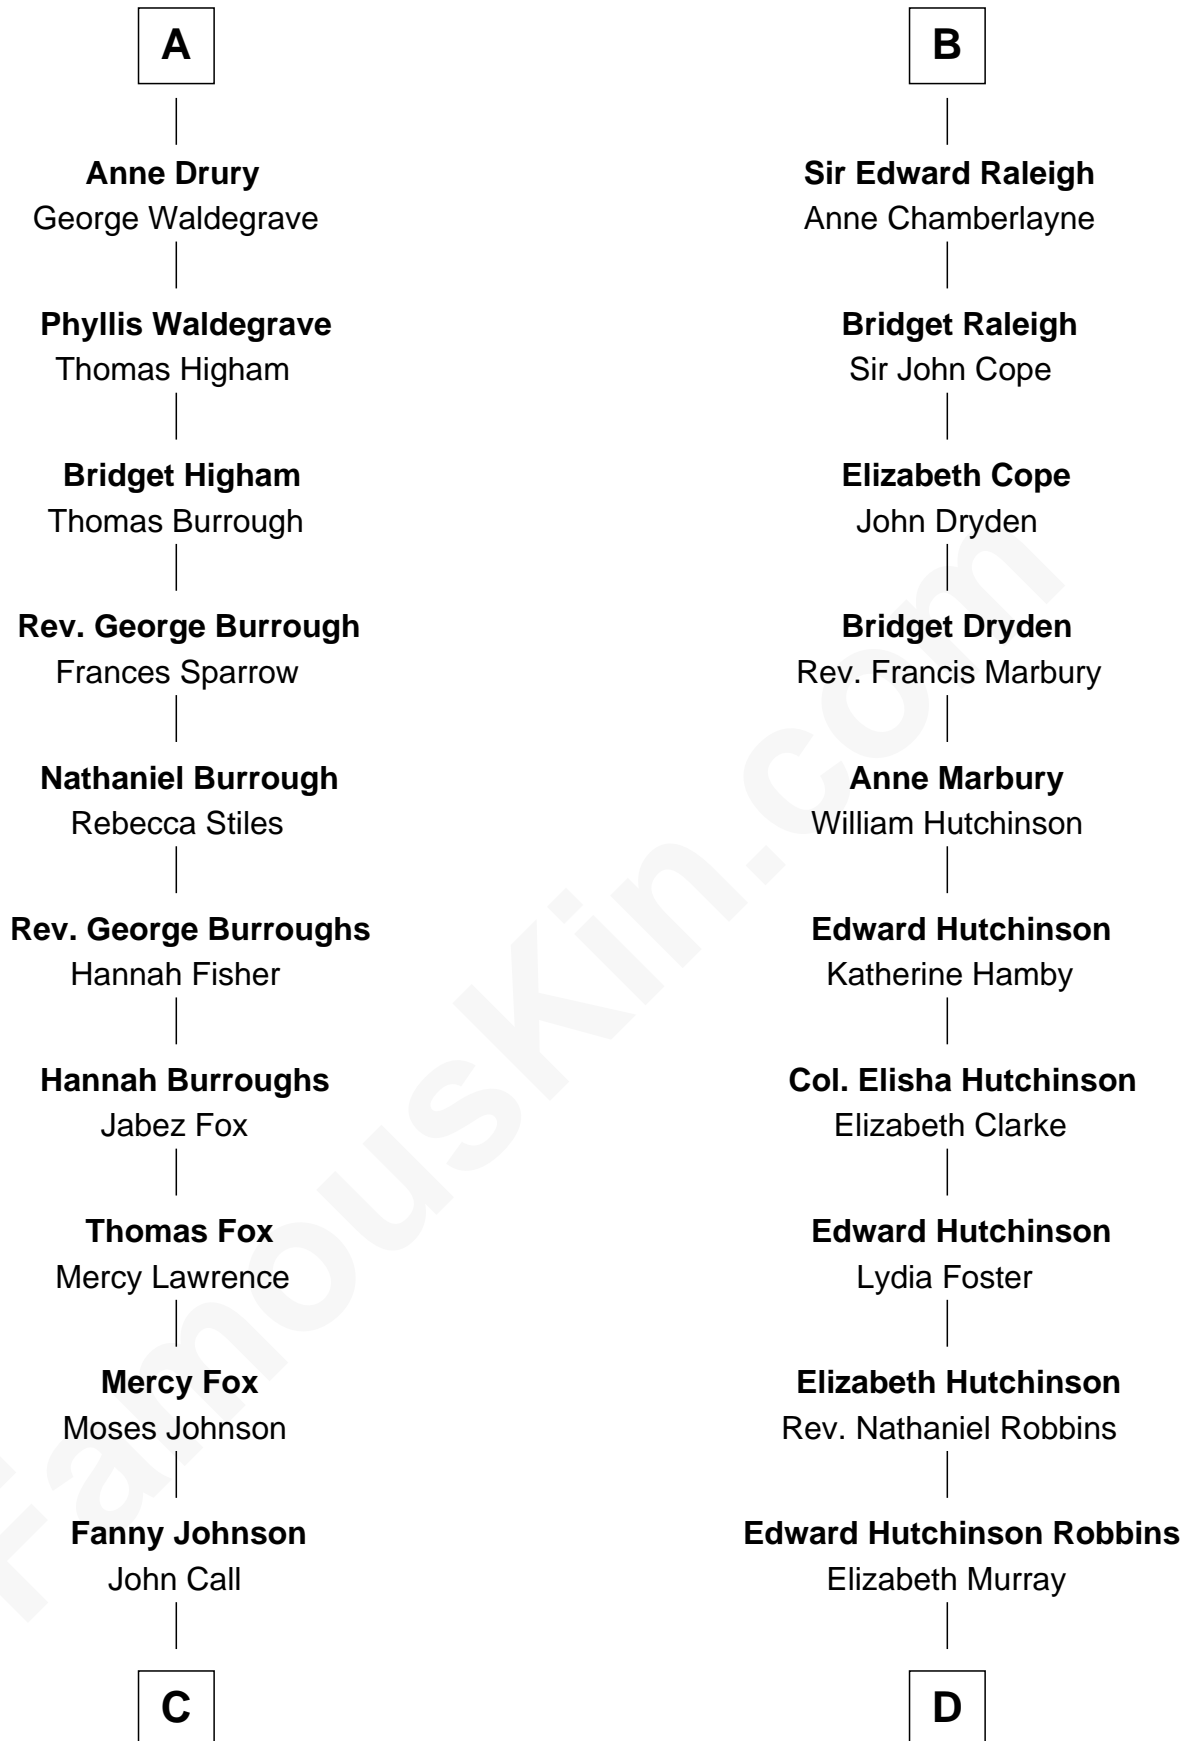 A
Anne Drury
George Waldegrave
Phyllis Waldegrave
Thomas Higham
Bridget Higham
Thomas Burrough
Rev. George Burrough
Frances Sparrow
Nathaniel Burrough
Rebecca Stiles
Rev. George Burroughs
Hannah Fisher
Hannah Burroughs
Jabez Fox
Thomas Fox
Mercy Lawrence
Mercy Fox
Moses Johnson
Fanny Johnson
John Call
C
B
Sir Edward Raleigh
Anne Chamberlayne
Bridget Raleigh
Sir John Cope
Elizabeth Cope
John Dryden
Bridget Dryden
Rev. Francis Marbury
Anne Marbury
William Hutchinson
Edward Hutchinson
Katherine Hamby
Col. Elisha Hutchinson
Elizabeth Clarke
Edward Hutchinson
Lydia Foster
Elizabeth Hutchinson
Rev. Nathaniel Robbins
Edward Hutchinson Robbins
Elizabeth Murray
D
FamousKin.com